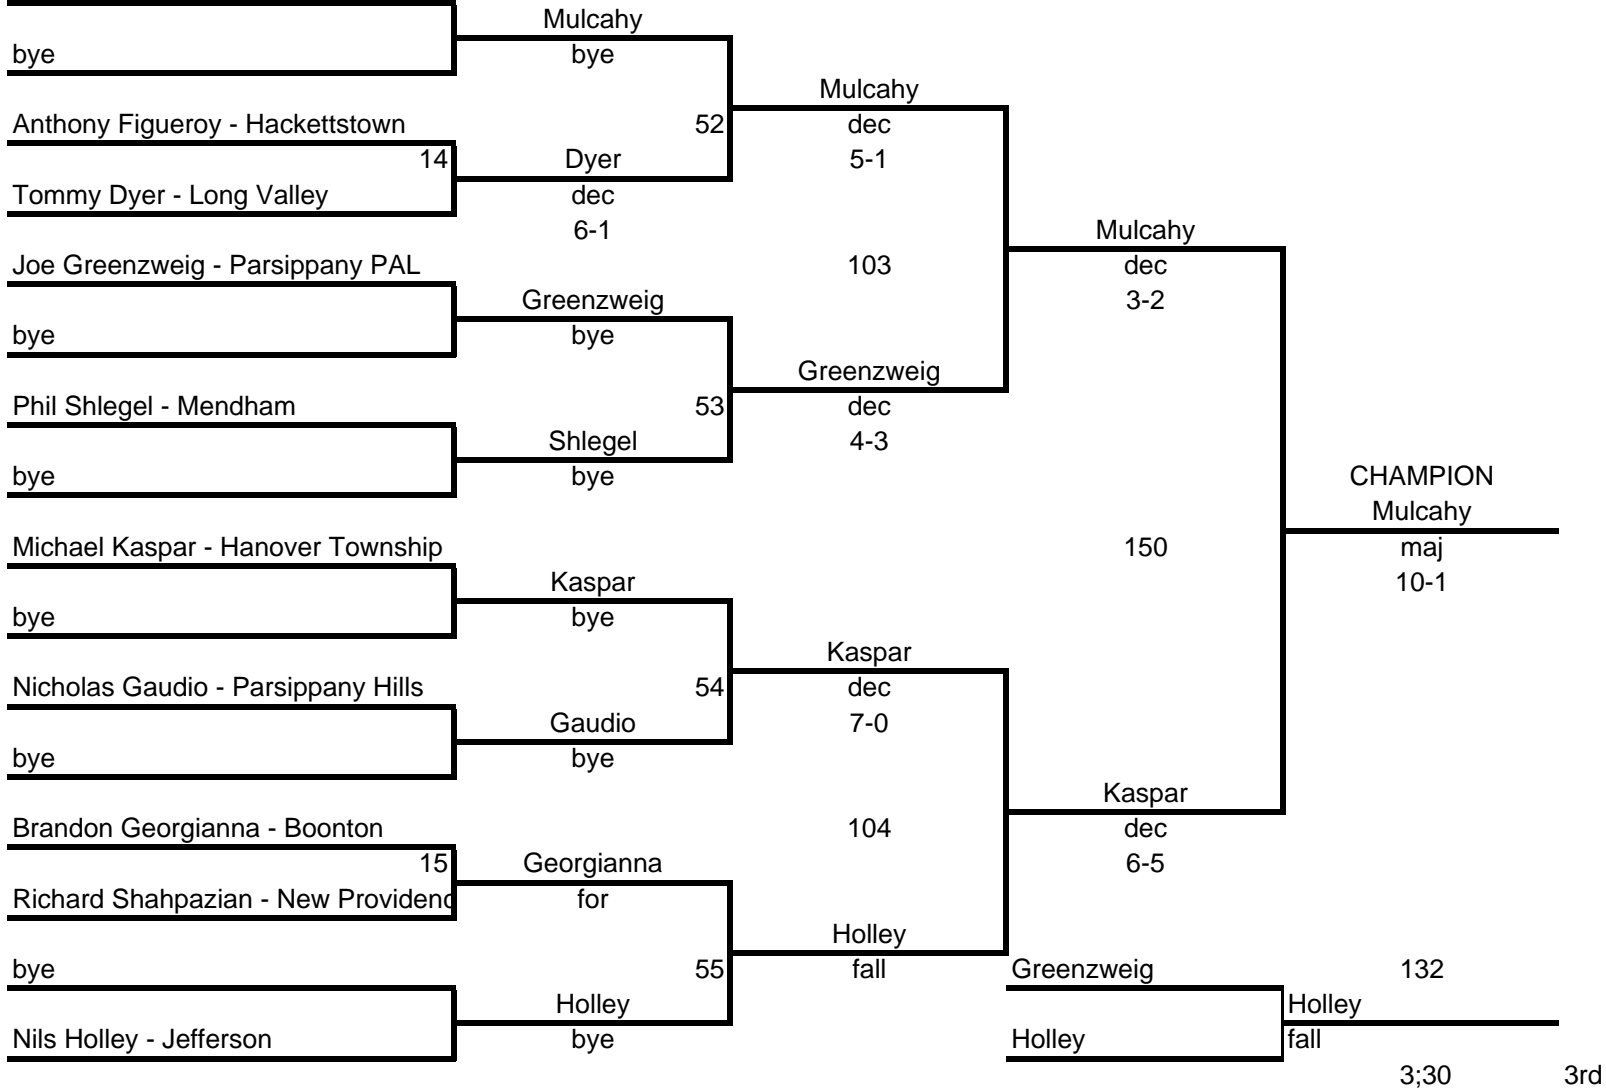 Mulcahy
bye bye
Mulcahy
Anthony Figueroy - Hackettstown 52 dec
14 Dyer 5-1
Tommy Dyer - Long Valley dec
6-1 Mulcahy
Joe Greenzweig - Parsippany PAL 103 dec
Greenzweig 3-2
bye bye
Greenzweig
Phil Shlegel - Mendham 53 dec
Shlegel 4-3
bye bye CHAMPION
Mulcahy
Michael Kaspar - Hanover Township 150 maj
Kaspar 10-1
bye bye
Kaspar
Nicholas Gaudio - Parsippany Hills 54 dec
Gaudio 7-0
bye bye
Kaspar
Brandon Georgianna - Boonton 104 dec
15 Georgianna 6-5
Richard Shahpazian - New Providenc for
Holley
bye 55 fall Greenzweig 132
Holley Holley
Nils Holley - Jefferson bye Holley fall
3;30 3rd